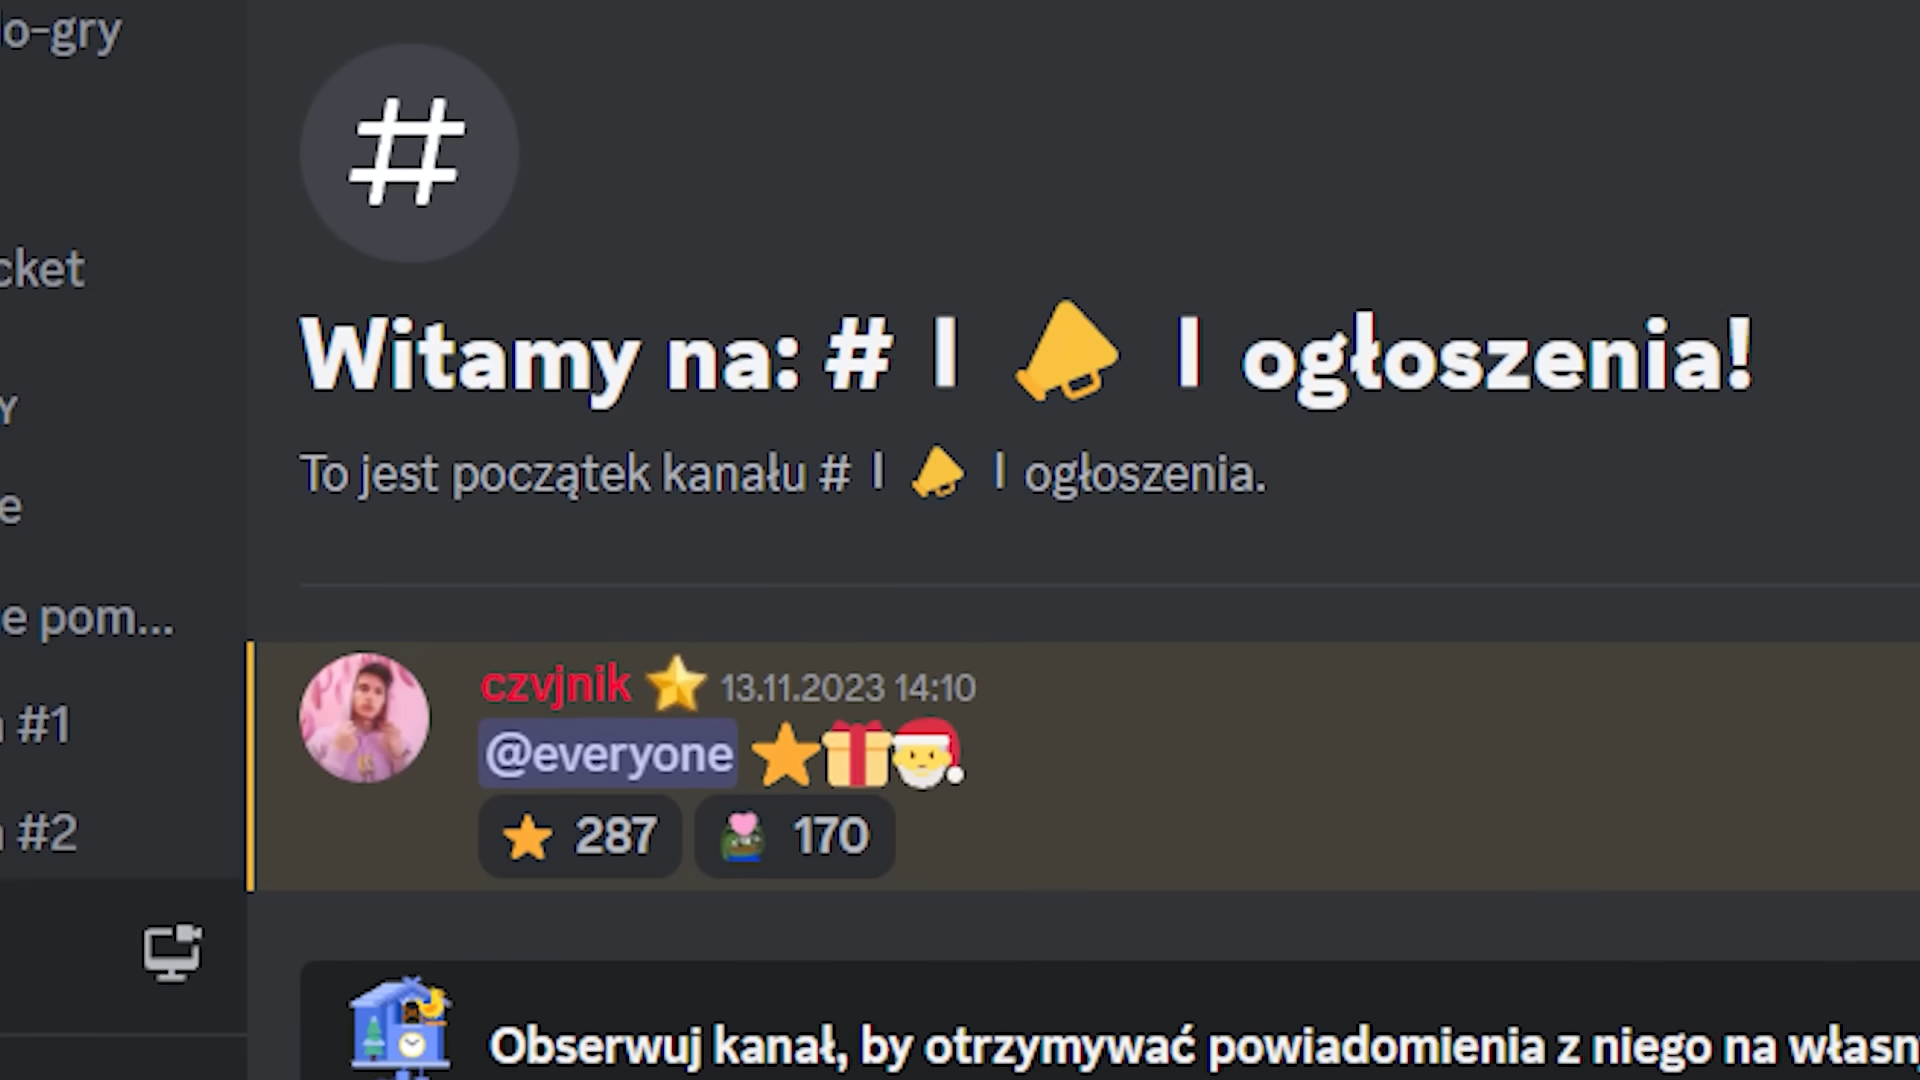 lo-gry
cket
Y
e
e pom...
#1
#2
#
Witamy na: # | 📢 | ogłoszenia!
To jest początek kanału # | 📢 | ogłoszenia.
czvjnik ⭐ 13.11.2023 14:10
@everyone ⭐🎁🎅
⭐ 287 170
Obserwuj kanał, by otrzymywać powiadomienia z niego na własn